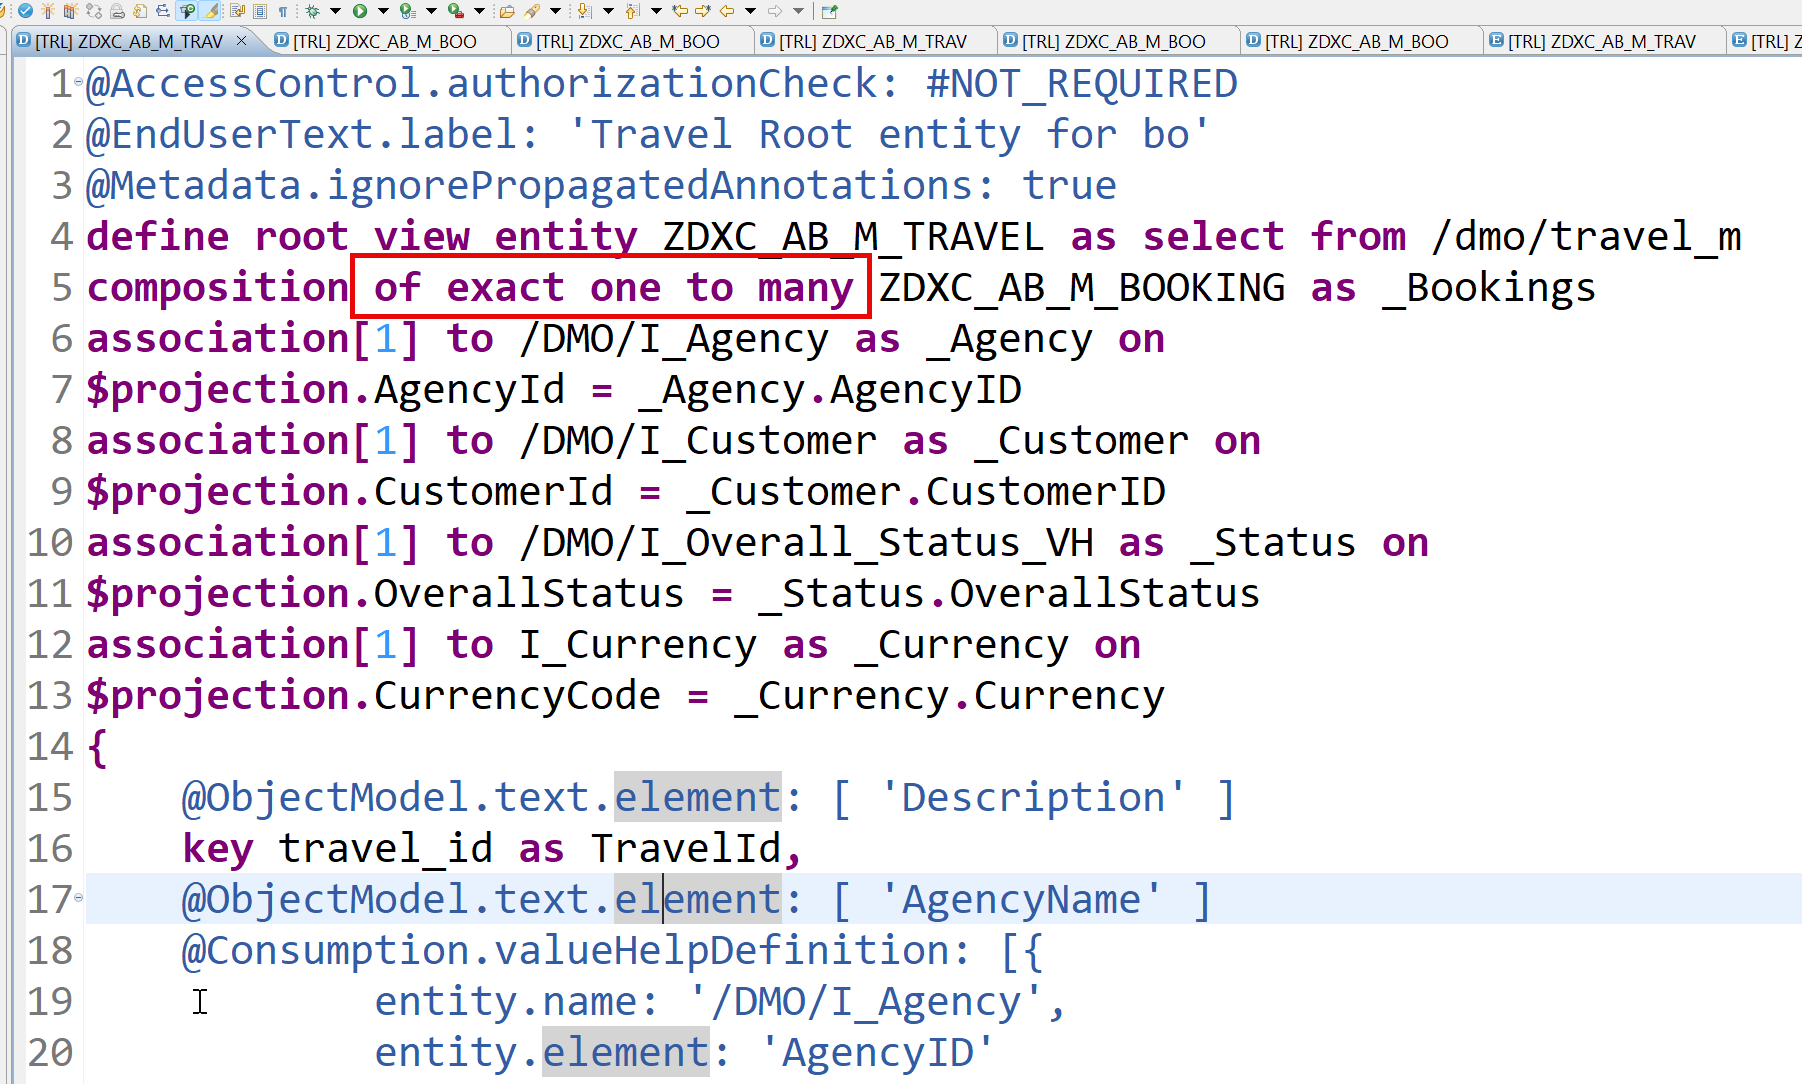 [TRL] ZDXC_AB_M_TRAV [TRL] ZDXC_AB_M_BOO [TRL] ZDXC_AB_M_BOO [TRL] ZDXC_AB_M_TRAV [TRL] ZDXC_AB_M_BOO [TRL] ZDXC_AB_M_BOO [TRL] ZDXC_AB_M_TRAV [TRL] Z
1 @AccessControl.authorizationCheck: #NOT_REQUIRED
2 @EndUserText.label: 'Travel Root entity for bo'
3 @Metadata.ignorePropagatedAnnotations: true
4 define root view entity ZDXC_AB_M_TRAVEL as select from /dmo/travel_m
5 composition of exact one to many ZDXC_AB_M_BOOKING as _Bookings
6 association[1] to /DMO/I_Agency as _Agency on
7 $projection.AgencyId = _Agency.AgencyID
8 association[1] to /DMO/I_Customer as _Customer on
9 $projection.CustomerId = _Customer.CustomerID
10 association[1] to /DMO/I_Overall_Status_VH as _Status on
11 $projection.OverallStatus = _Status.OverallStatus
12 association[1] to I_Currency as _Currency on
13 $projection.CurrencyCode = _Currency.Currency
14 {
15 @ObjectModel.text.element: [ 'Description' ]
16 key travel_id as TravelId,
17 @ObjectModel.text.element: [ 'AgencyName' ]
18 @Consumption.valueHelpDefinition: [{
19 entity.name: '/DMO/I_Agency',
20 entity.element: 'AgencyID'